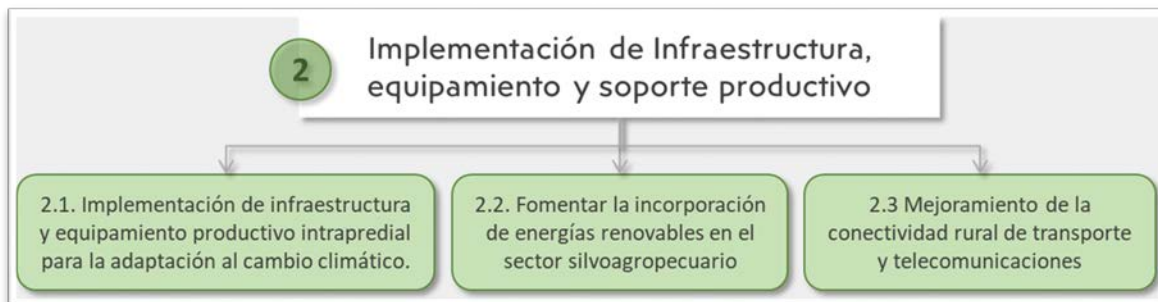 2
Implementación de Infraestructura,
equipamiento y soporte productivo
2.1. Implementación de infraestructura
y equipamiento productivo intrapredial
para la adaptación al cambio climático.
2.2. Fomentar la incorporación
de energías renovables en el
sector silvoagropecuario
2.3 Mejoramiento de la
conectividad rural de transporte
y telecomunicaciones